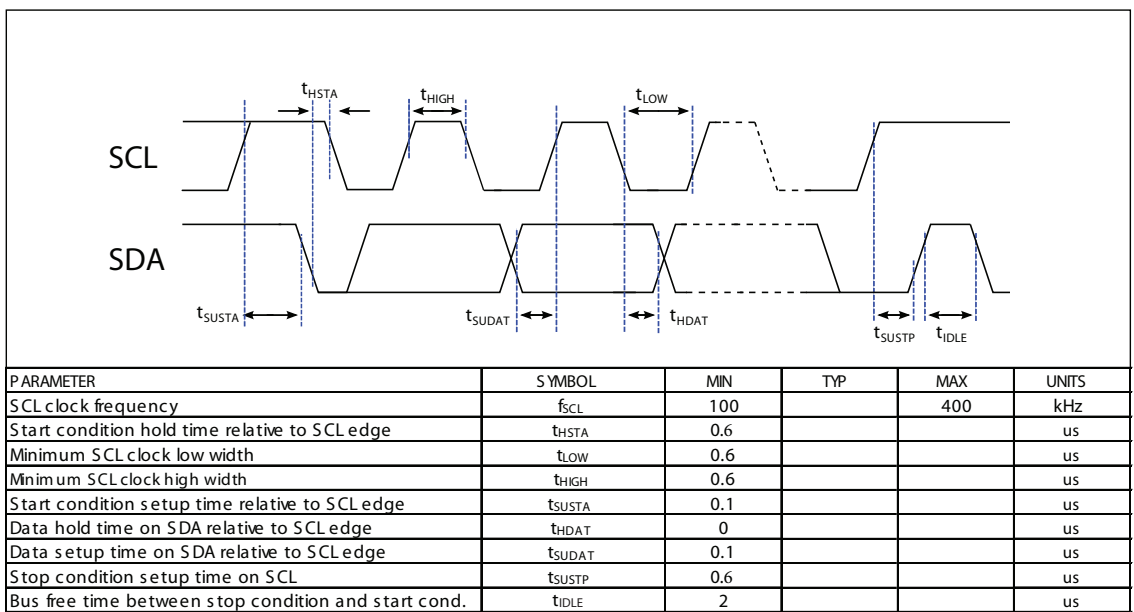 tHSTA
tHIGH
tLOW
SCL
SDA
tSUSTA
tSUDAT
tHDAT
tSUSTP
tIDLE
PARAMETER SYMBOL MIN TYP MAX UNITS
SCL clock frequency fSCL 100 400 kHz
Start condition hold time relative to SCL edge tHSTA 0.6 us
Minimum SCL clock low width tLOW 0.6 us
Minimum SCL clock high width tHIGH 0.6 us
Start condition setup time relative to SCL edge tSUSTA 0.1 us
Data hold time on SDA relative to SCL edge tHDAT 0 us
Data setup time on SDA relative to SCL edge tSUDAT 0.1 us
Stop condition setup time on SCL tSUSTP 0.6 us
Bus free time between stop condition and start cond. tIDLE 2 us